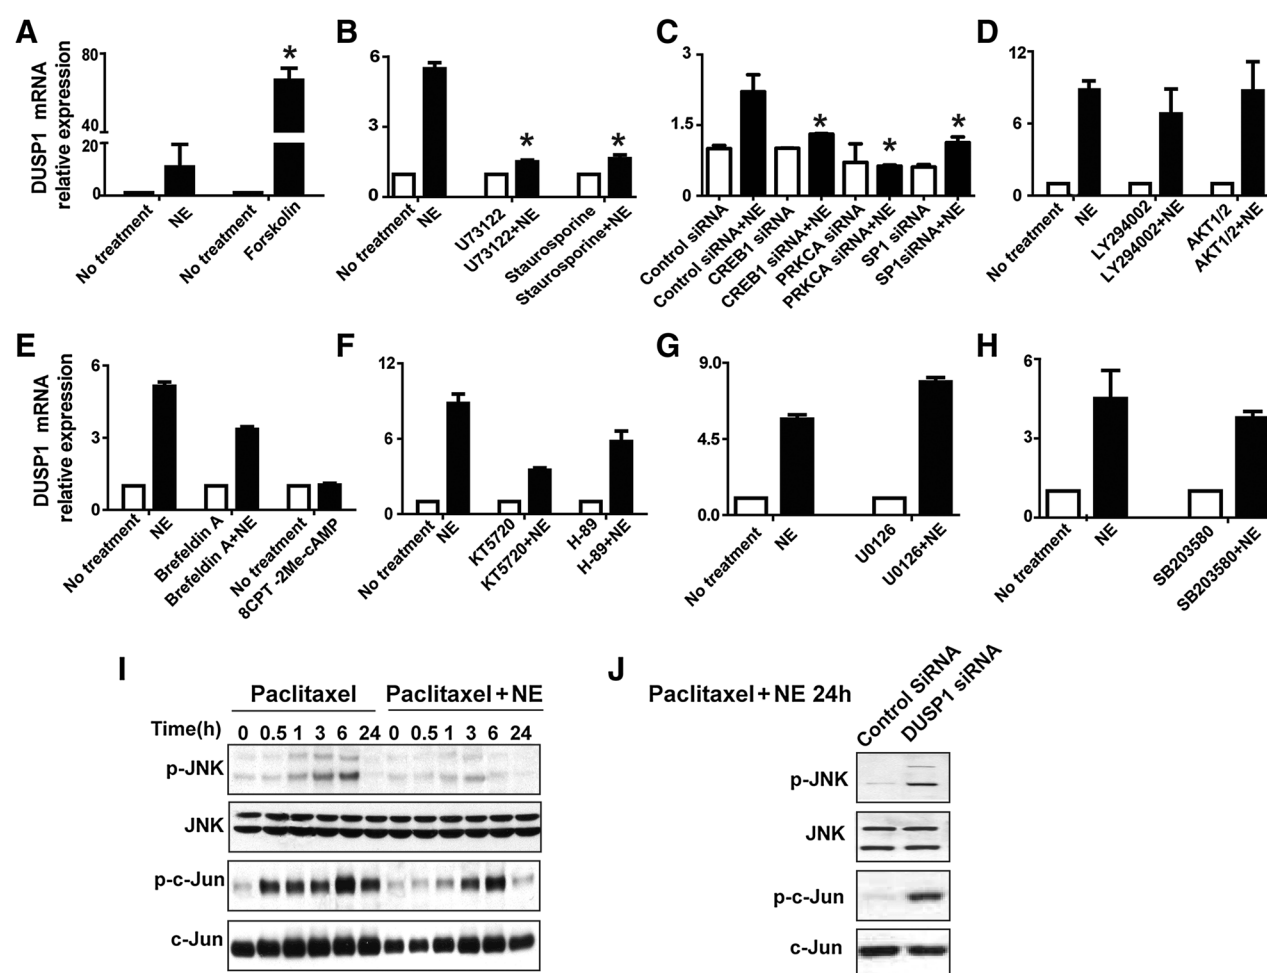 A
B
C
D
DUSP1 mRNA
relative expression
80
40
20
0
*
No treatment
NE
No treatment
Forskolin
6
3
0
*
*
No treatment
NE
U73122
U73122+NE
Staurosporine
Staurosporine+NE
3
1.5
0
*
*
*
Control siRNA
Control siRNA+NE
CREB1 siRNA
CREB1 siRNA+NE
PRKCA siRNA
PRKCA siRNA+NE
SP1 siRNA
SP1siRNA+NE
12
6
0
No treatment
NE
LY294002
LY294002+NE
AKT1/2
AKT1/2+NE
E
F
G
H
DUSP1 mRNA
relative expression
6
3
0
No treatment
NE
Brefeldin A
Brefeldin A+NE
No treatment
8CPT -2Me-cAMP
12
6
0
No treatment
NE
KT5720
KT5720+NE
H-89
H-89+NE
9.0
4.5
0.0
No treatment
NE
U0126
U0126+NE
6
3
0
No treatment
NE
SB203580
SB203580+NE
I
Paclitaxel Paclitaxel+NE
Time(h) 0 0.5 1 3 6 24 0 0.5 1 3 6 24
p-JNK
JNK
p-c-Jun
c-Jun
J
Paclitaxel+NE 24h
Control SiRNA
DUSP1 siRNA
p-JNK
JNK
p-c-Jun
c-Jun